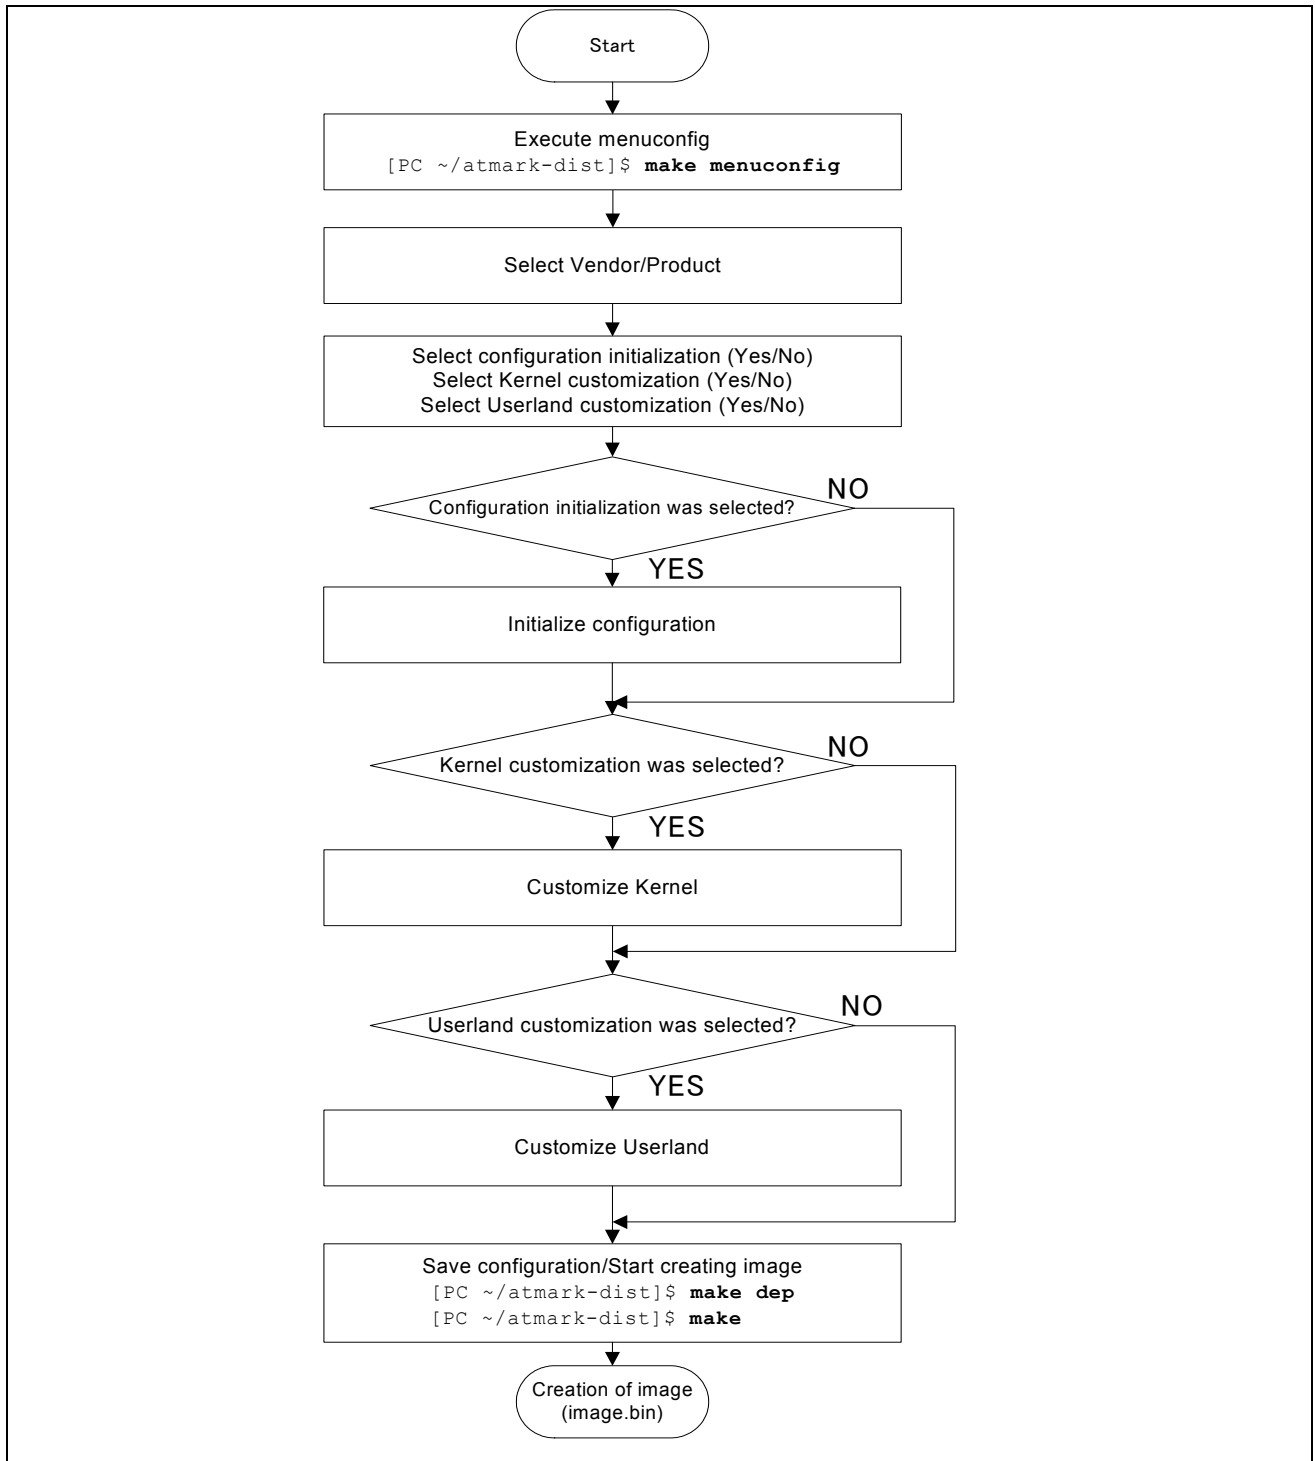 Start
Execute menuconfig
[PC ~/atmark-dist]$ make menuconfig
Select Vendor/Product
Select configuration initialization (Yes/No)
Select Kernel customization (Yes/No)
Select Userland customization (Yes/No)
NO
Configuration initialization was selected?
YES
Initialize configuration
NO
Kernel customization was selected?
YES
Customize Kernel
NO
Userland customization was selected?
YES
Customize Userland
Save configuration/Start creating image
[PC ~/atmark-dist]$ make dep
[PC ~/atmark-dist]$ make
Creation of image
(image.bin)